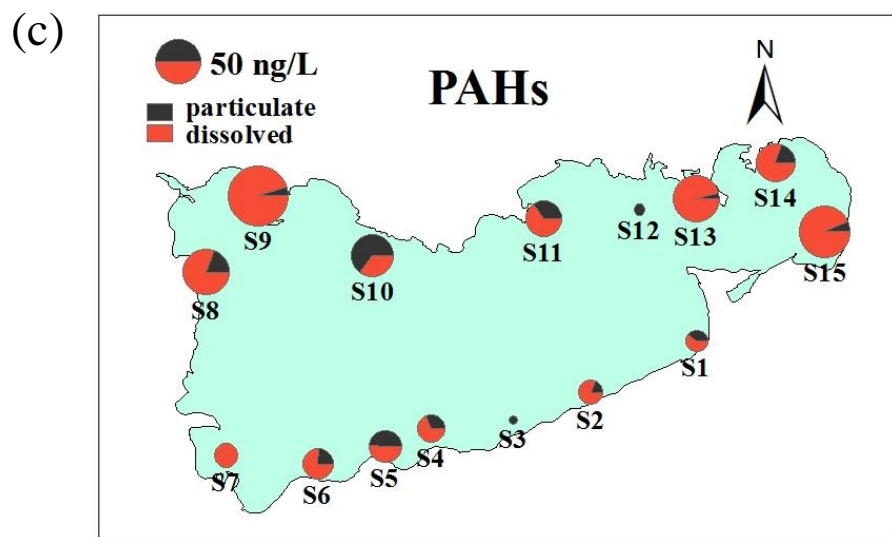 (c)
50 ng/L
PAHs
N
particulate
dissolved
S14
S9
S12
S13
S11
S15
S10
S8
S1
S2
S3
S4
S5
S7
S6